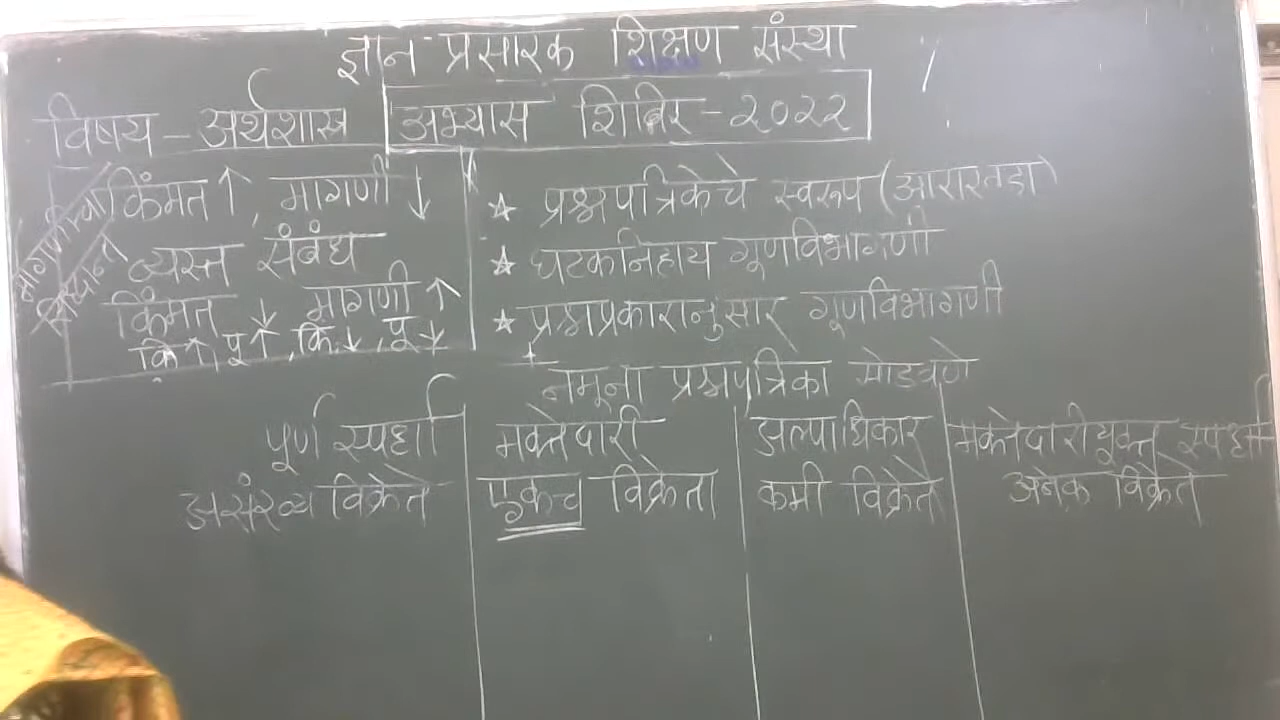 ज्ञान प्रसारक शिक्षण संस्था
विषय - अर्थशास्त्र
अभ्यास शिबिर - २०२२
किंमत ↑, मागणी ↓
व्यस्त संबंध
किंमत ↓ मागणी ↑
कि ↑ पू ↑, कि. ↓, पू ↓
★ प्रश्नपत्रिकेचे स्वरूप (आराखडा)
★ घटकनिहाय गूणविभागणी
★ प्रश्नप्रकारानुसार गूणविभागणी
नमूना प्रश्नपत्रिका सोडवणे
पूर्ण स्पर्धा
असंख्य विक्रेते
मक्तेदारी
एकच विक्रेता
अल्पाधिकार
कमी विक्रेते
मक्तेदारीयुक्त स्पर्धा
अनेक विक्रेते